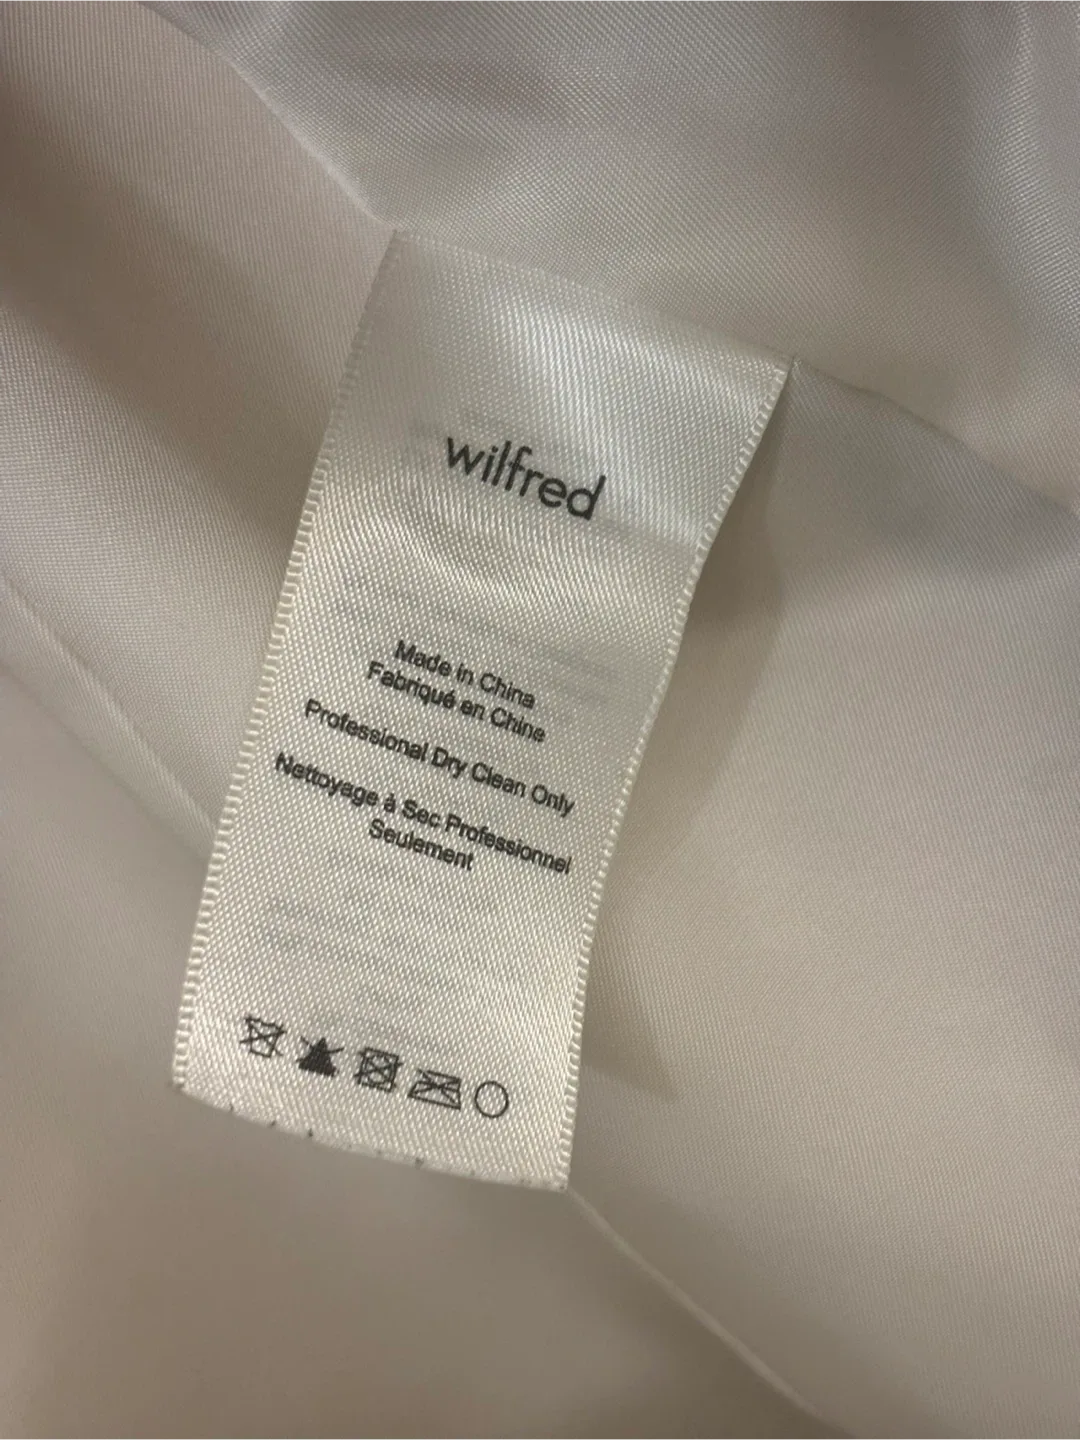 wilfred
Made in China
Fabriqué en Chine
Professional Dry Clean Only
Nettoyage à Sec Professionnel
Seulement